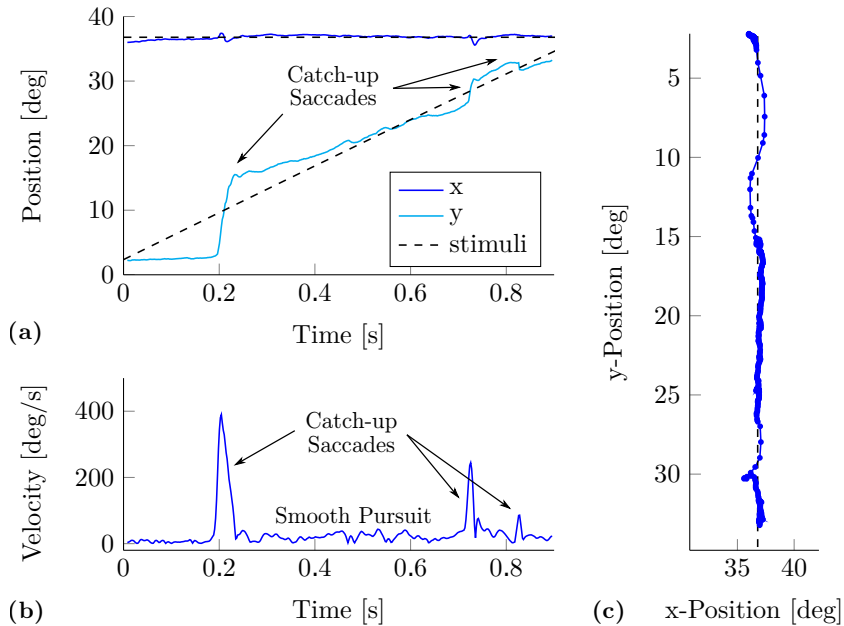 40
30
20
10
0
Position [deg]
Catch-up
Saccades
x
y
stimuli
0
0.2
0.4
0.6
0.8
Time [s]
(a)
400
200
0
Velocity [deg/s]
Catch-up
Saccades
Smooth Pursuit
0
0.2
0.4
0.6
0.8
Time [s]
(b)
5
10
15
20
25
30
y-Position [deg]
35
40
x-Position [deg]
(c)